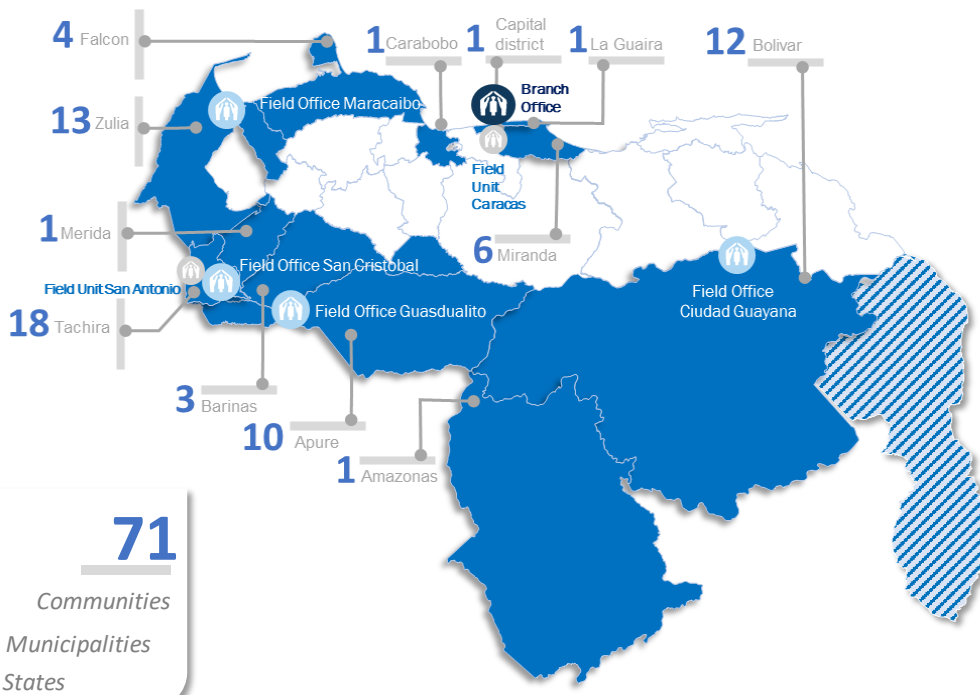 4 Falcon
1 Carabobo
1 Capital
district
1 La Guaira
12 Bolivar
Branch
Office
Field Office Maracaibo
13 Zulia
Field
Unit
Caracas
1 Merida
6 Miranda
Field Office San Cristobal
Field Unit San Antonio
Field Office
Ciudad Guayana
Field Office Guasdualito
18 Tachira
3 Barinas
10 Apure
1 Amazonas
71
Communities
Municipalities
States